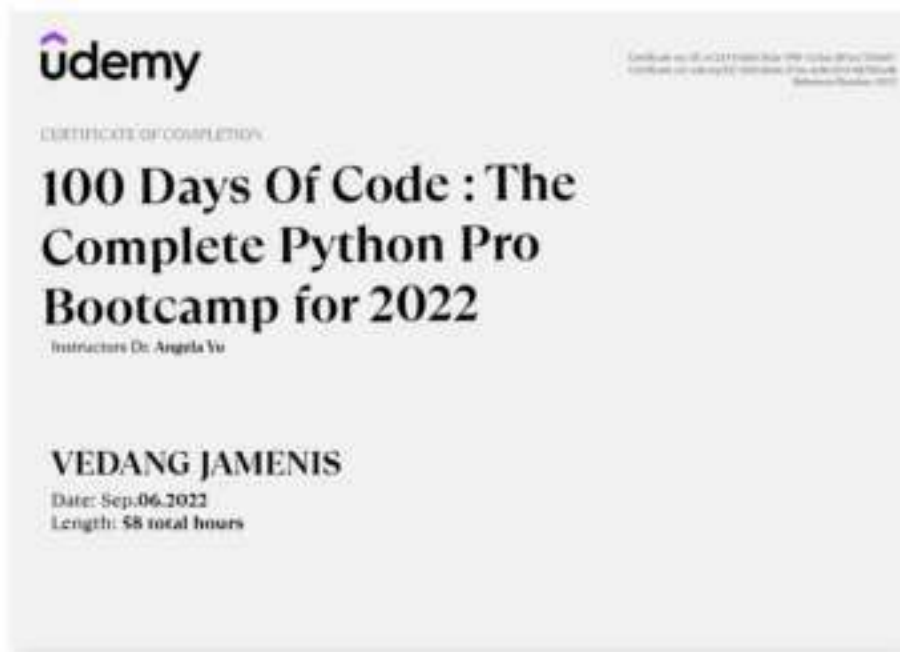 udemy
CERTIFICATE OF COMPLETION
100 Days Of Code : The
Complete Python Pro
Bootcamp for 2022
Instructors Dr. Angela Yu
VEDANG JAMENIS
Date: Sep.06.2022
Length: 58 total hours